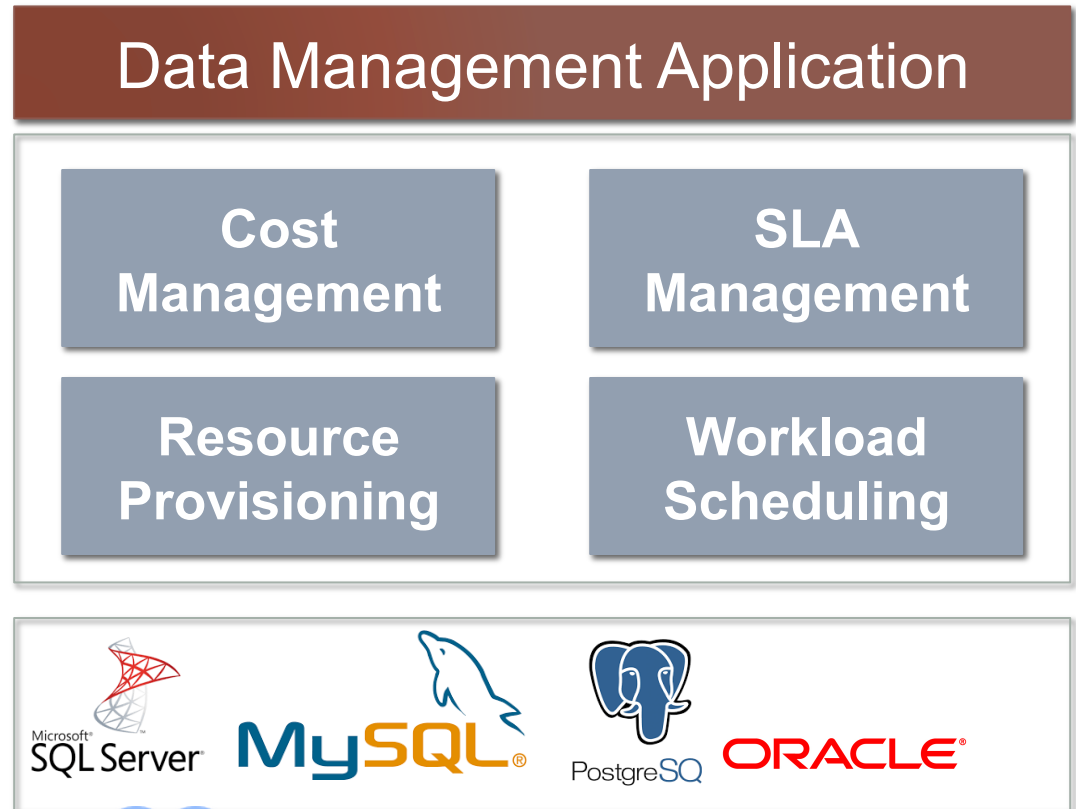 Data Management Application
Cost
Management
SLA
Management
Resource
Provisioning
Workload
Scheduling
Microsoft®
SQL Server®
MySQL®
PostgreSQ
ORACLE®